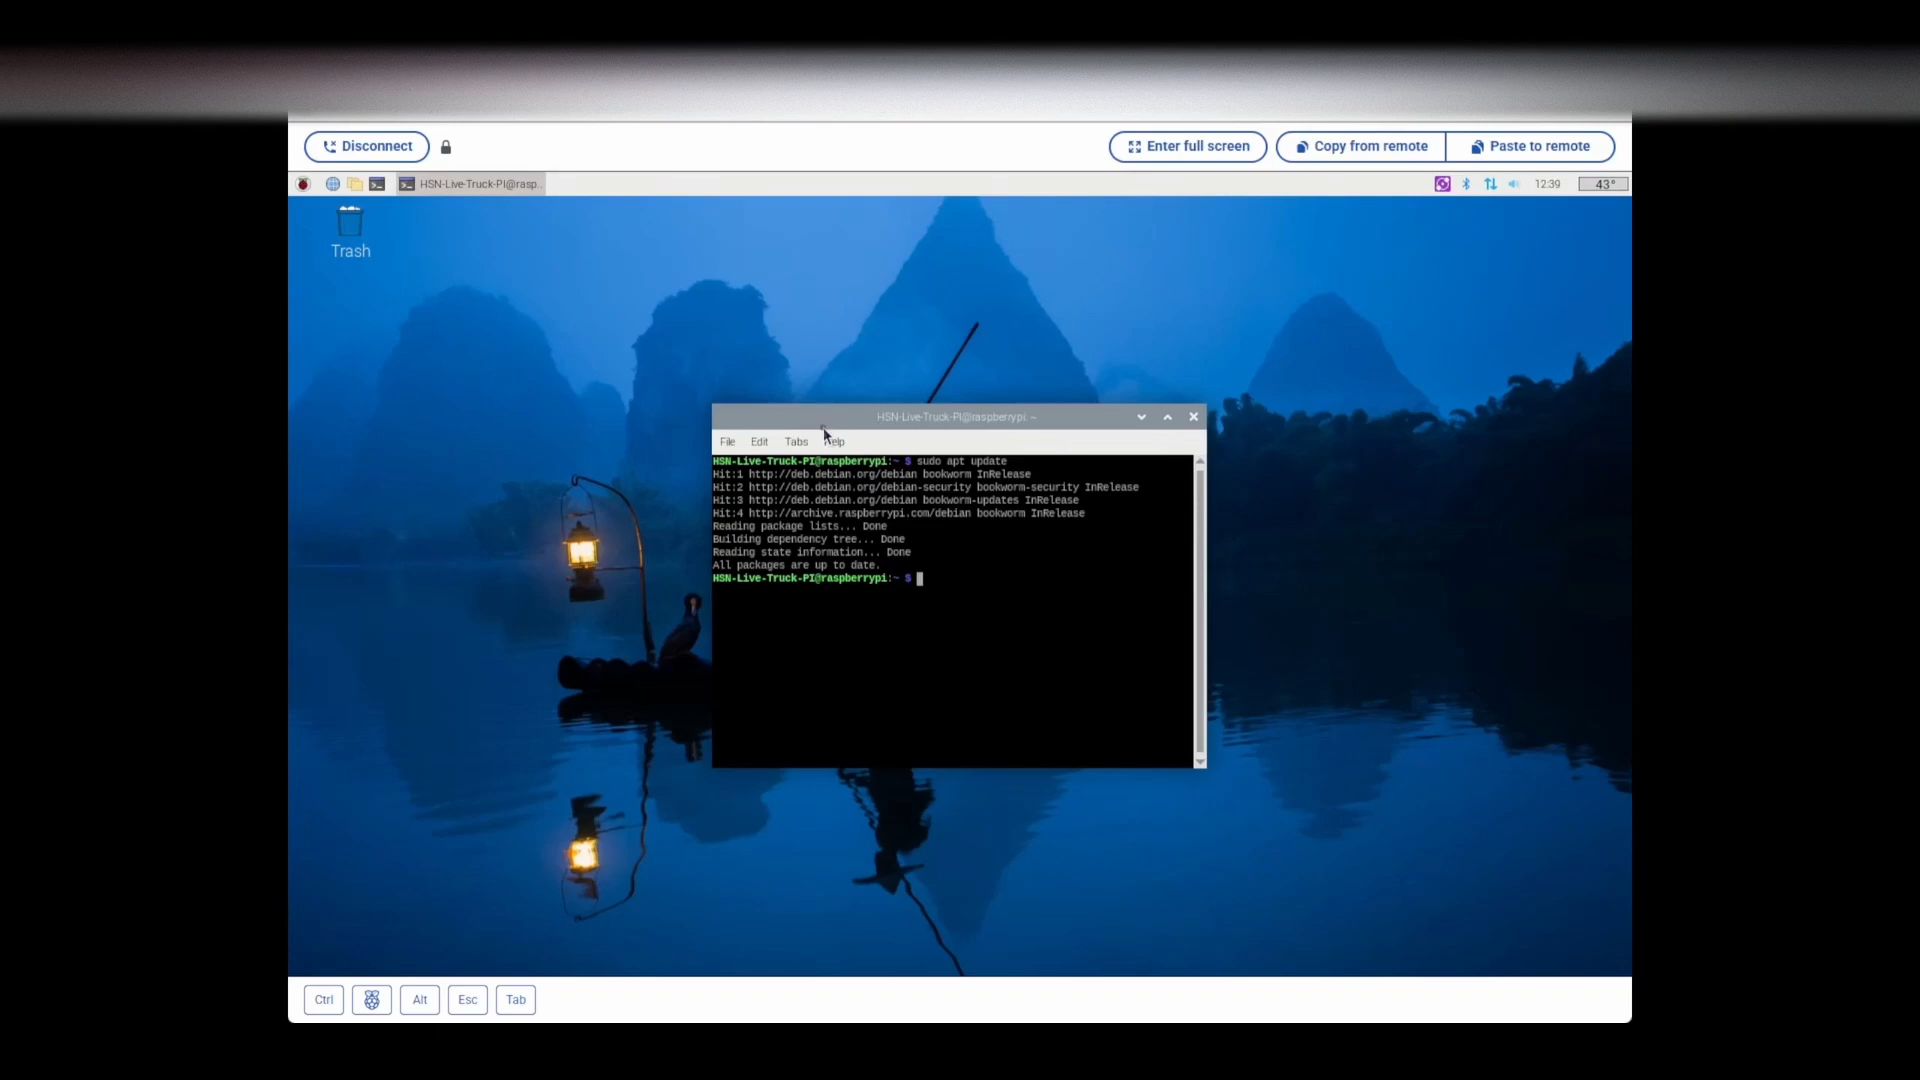 Disconnect
Enter full screen
Copy from remote
Paste to remote
HSN-Live-Truck-PI@rasp..
12:39
43°
Trash
HSN-Live-Truck-PI@raspberrypi: ~
File Edit Tabs Help
HSN-Live-Truck-PI@raspberrypi:~ $ sudo apt update
Hit:1 http://deb.debian.org/debian bookworm InRelease
Hit:2 http://deb.debian.org/debian-security bookworm-security InRelease
Hit:3 http://deb.debian.org/debian bookworm-updates InRelease
Hit:4 http://archive.raspberrypi.com/debian bookworm InRelease
Reading package lists... Done
Building dependency tree... Done
Reading state information... Done
All packages are up to date.
HSN-Live-Truck-PI@raspberrypi:~ $
Ctrl
Alt
Esc
Tab